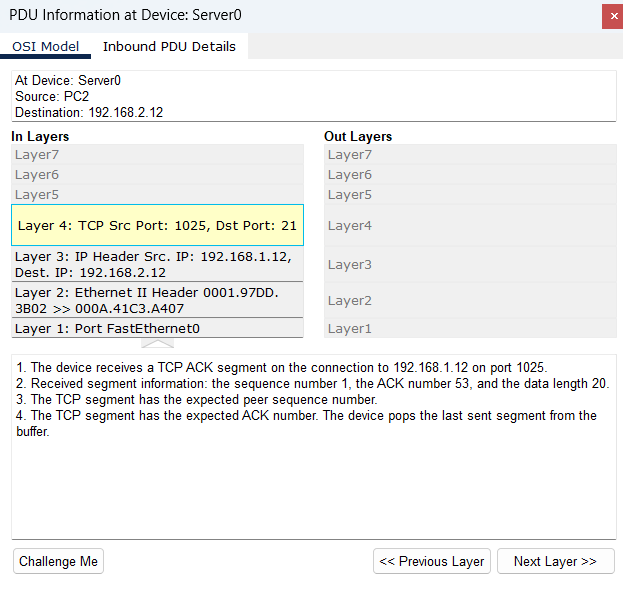 PDU Information at Device: Server0
×
OSI Model
Inbound PDU Details
At Device: Server0
Source: PC2
Destination: 192.168.2.12
In Layers
Layer7
Layer6
Layer5
Layer 4: TCP Src Port: 1025, Dst Port: 21
Layer 3: IP Header Src. IP: 192.168.1.12,
Dest. IP: 192.168.2.12
Layer 2: Ethernet II Header 0001.97DD.
3B02 >> 000A.41C3.A407
Layer 1: Port FastEthernet0
Out Layers
Layer7
Layer6
Layer5
Layer4
Layer3
Layer2
Layer1
1. The device receives a TCP ACK segment on the connection to 192.168.1.12 on port 1025.
2. Received segment information: the sequence number 1, the ACK number 53, and the data length 20.
3. The TCP segment has the expected peer sequence number.
4. The TCP segment has the expected ACK number. The device pops the last sent segment from the
buffer.
Challenge Me
<< Previous Layer
Next Layer >>